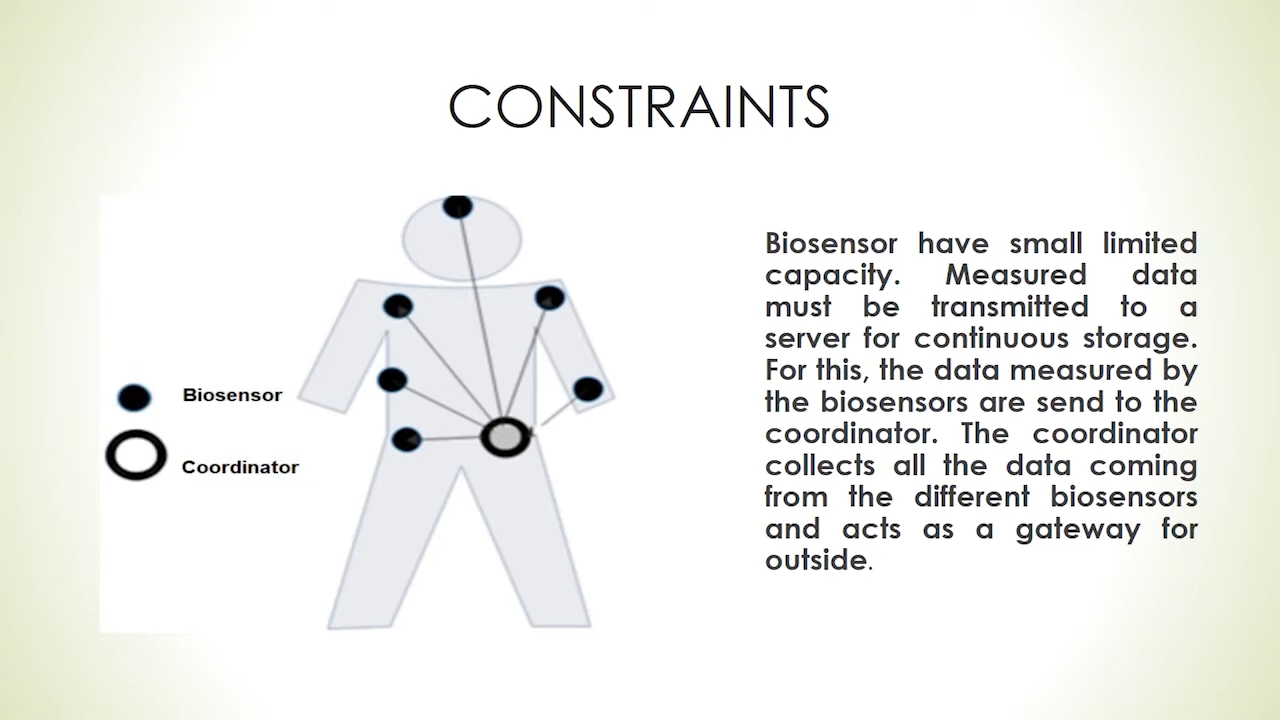 CONSTRAINTS
Biosensor
Coordinator
Biosensor have small limited
capacity. Measured data
must be transmitted to a
server for continuous storage.
For this, the data measured by
the biosensors are send to the
coordinator. The coordinator
collects all the data coming
from the different biosensors
and acts as a gateway for
outside.